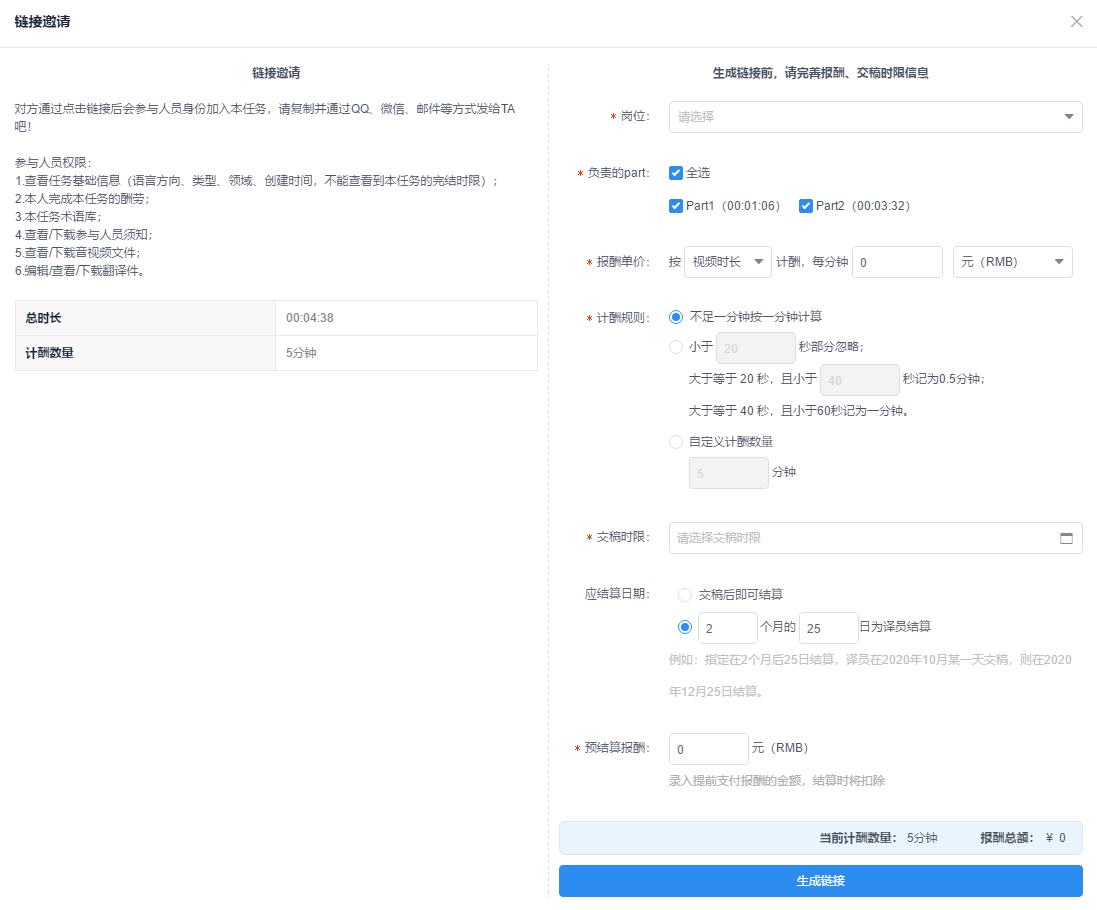 链接邀请
链接邀请
对方通过点击链接后会参与人员身份加入本任务，请复制并通过QQ、微信、邮件等方式发给TA
吧！
参与人员权限：
1.查看任务基础信息（语言方向、类型、领域、创建时间，不能查看到本任务的完结时限）；
2.本人完成本任务的酬劳；
3.本任务术语库；
4.查看/下载参与人员须知；
5.查看/下载音视频文件；
6.编辑/查看/下载翻译件。
总时长 00:04:38
计酬数量 5分钟
生成链接前，请完善报酬、交稿时限信息
* 岗位： 请选择
* 负责的part： 全选
Part1（00:01:06） Part2（00:03:32）
* 报酬单价： 按 视频时长 计酬，每分钟 0 元（RMB）
* 计酬规则： 不足一分钟按一分钟计算
小于 20 秒部分忽略；
大于等于 20 秒，且小于 40 秒记为0.5分钟；
大于等于 40 秒，且小于60秒记为一分钟。
自定义计酬数量
5 分钟
* 交稿时限： 请选择交稿时限
应结算日期： 交稿后即可结算
2 个月的 25 日为译员结算
例如：指定在2个月后25日结算，译员在2020年10月某一天交稿，则在2020
年12月25日结算。
* 预结算报酬： 0 元（RMB）
录入提前支付报酬的金额，结算时将扣除
当前计酬数量： 5分钟 报酬总额： ¥ 0
生成链接